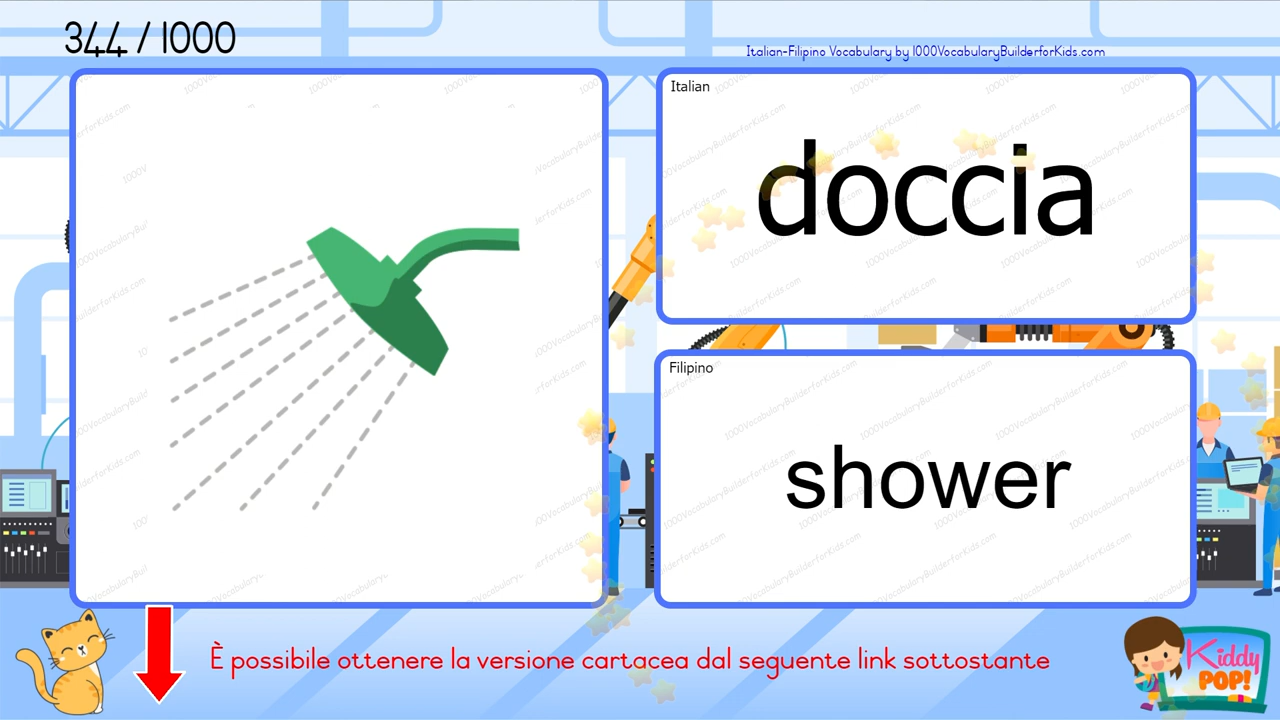 344 / 1000
Italian-Filipino Vocabulary by 1000VocabularyBuilderforKids.com
Italian
doccia
Filipino
shower
È possibile ottenere la versione cartacea dal seguente link sottostante
Kiddy
POP!